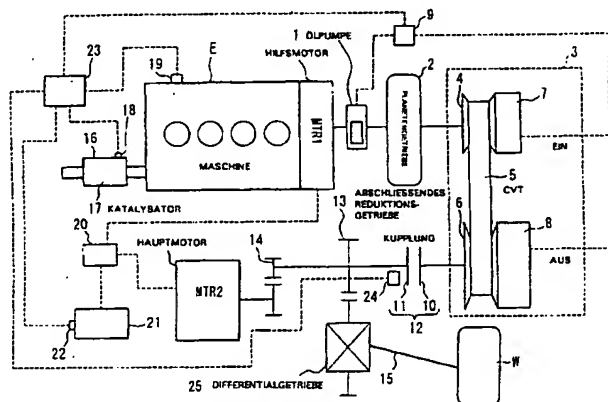 1 ÖLPUMPE
9
E
HILFSMOTOR
2
3
23
19
4
7
MTR1
PLANETENGETRIEBE
18
16
MASCHINE
EIN
5
CVT
17 KATALYSATOR
ABSCHLIESSENDES
REDUKTIONS-
GETRIEBE
13
6
8
20
HAUPTMOTOR
14
KUPPLUNG
AUS
MTR2
24
11
10
12
21
22
W
15
25 DIFFERENTIALGETRIEBE